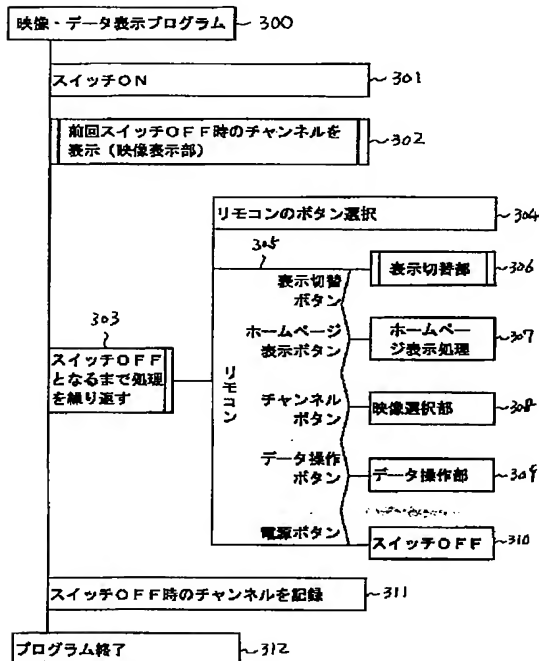 映像・データ表示プログラム
300
スイッチON
301
前回スイッチOFF時のチャンネルを
表示（映像表示部）
302
リモコンのボタン選択
304
305
表示切替
ボタン
表示切替部
306
303
スイッチOFF
となるまで処理
を繰り返す
リモコン
ホームページ
表示ボタン
ホームペー
ジ表示処理
307
チャンネル
ボタン
映像選択部
308
データ操作
ボタン
データ操作部
309
電源ボタン
スイッチOFF
310
スイッチOFF時のチャンネルを記録
311
プログラム終了
312